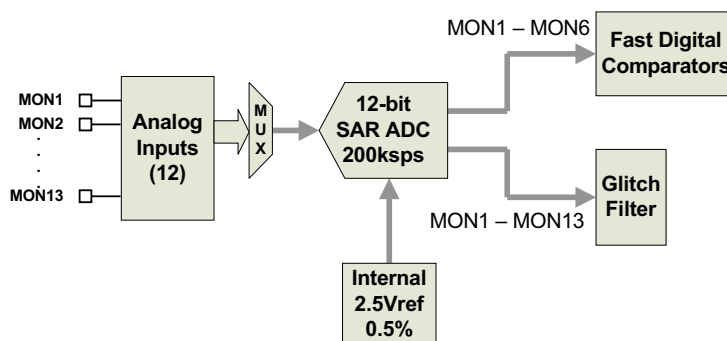 MON1 – MON6
Fast Digital
Comparators
MON1
MON2
MON13
Analog
Inputs
(12)
MUX
12-bit
SAR ADC
200ksps
MON1 – MON13
Glitch
Filter
Internal
2.5Vref
0.5%